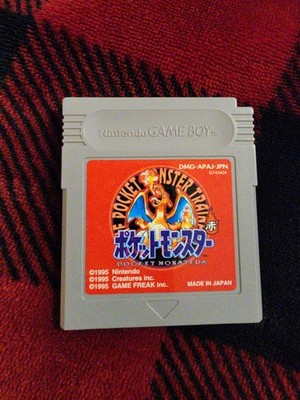 Nintendo GAME BOY
DMG-APAJ-JPN
POCKET MONSTER TRAIN
赤
ポケットモンスター
POCKET MONSTERS
©1995 Nintendo
©1995 Creatures inc.
©1995 GAME FREAK inc.
MADE IN JAPAN